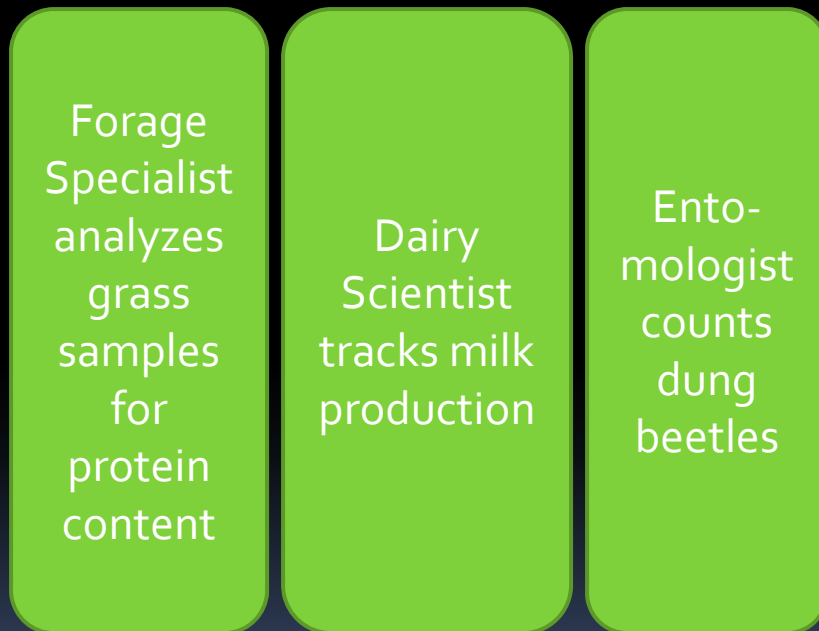 Forage
Specialist
analyzes
grass
samples
for
protein
content
Dairy
Scientist
tracks milk
production
Ento-
mologist
counts
dung
beetles